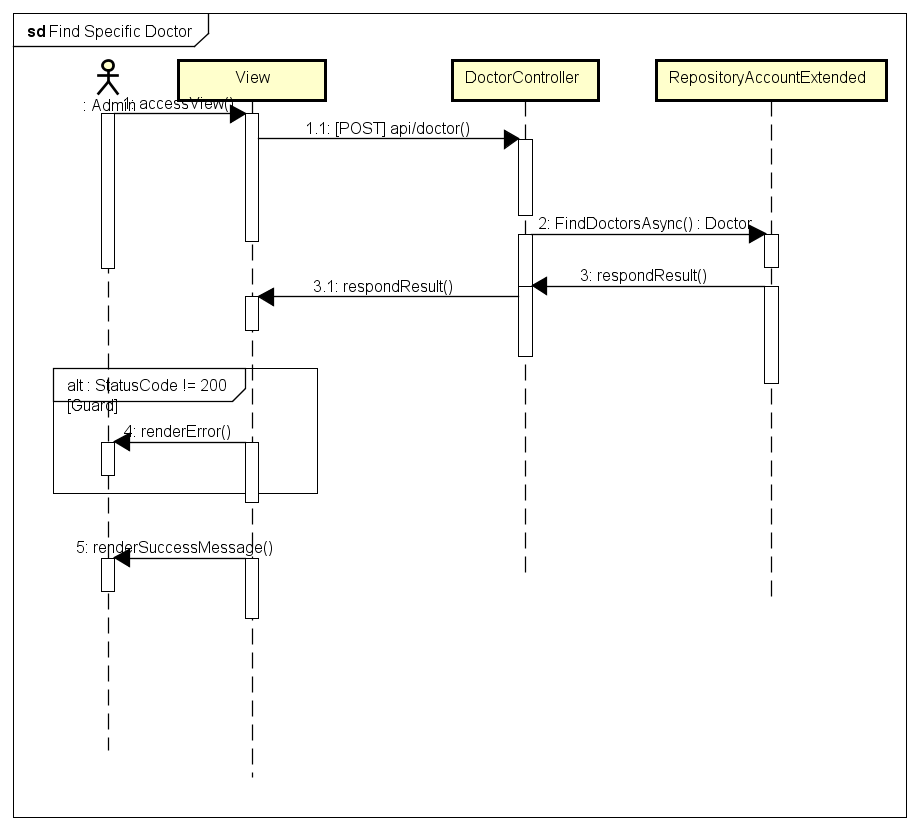 sd Find Specific Doctor
View
DoctorController
RepositoryAccountExtended
: Admin
1: accessView()
1.1: [POST] api/doctor()
2: FindDoctorsAsync() : Doctor
3: respondResult()
3.1: respondResult()
alt : StatusCode != 200
[Guard]
4: renderError()
5: renderSuccessMessage()